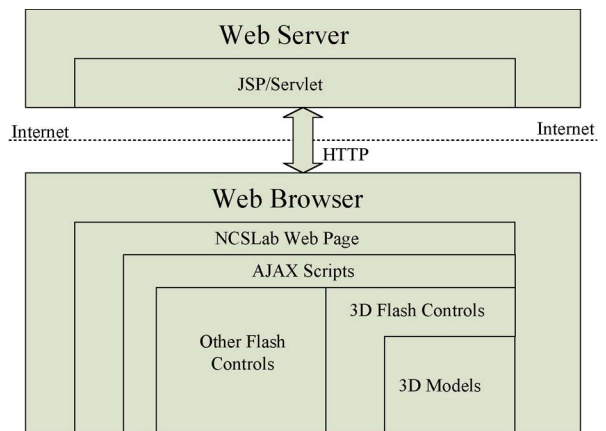 Web Server
JSP/Servlet
Internet
Internet
HTTP
Web Browser
NCSLab Web Page
AJAX Scripts
3D Flash Controls
Other Flash
Controls
3D Models